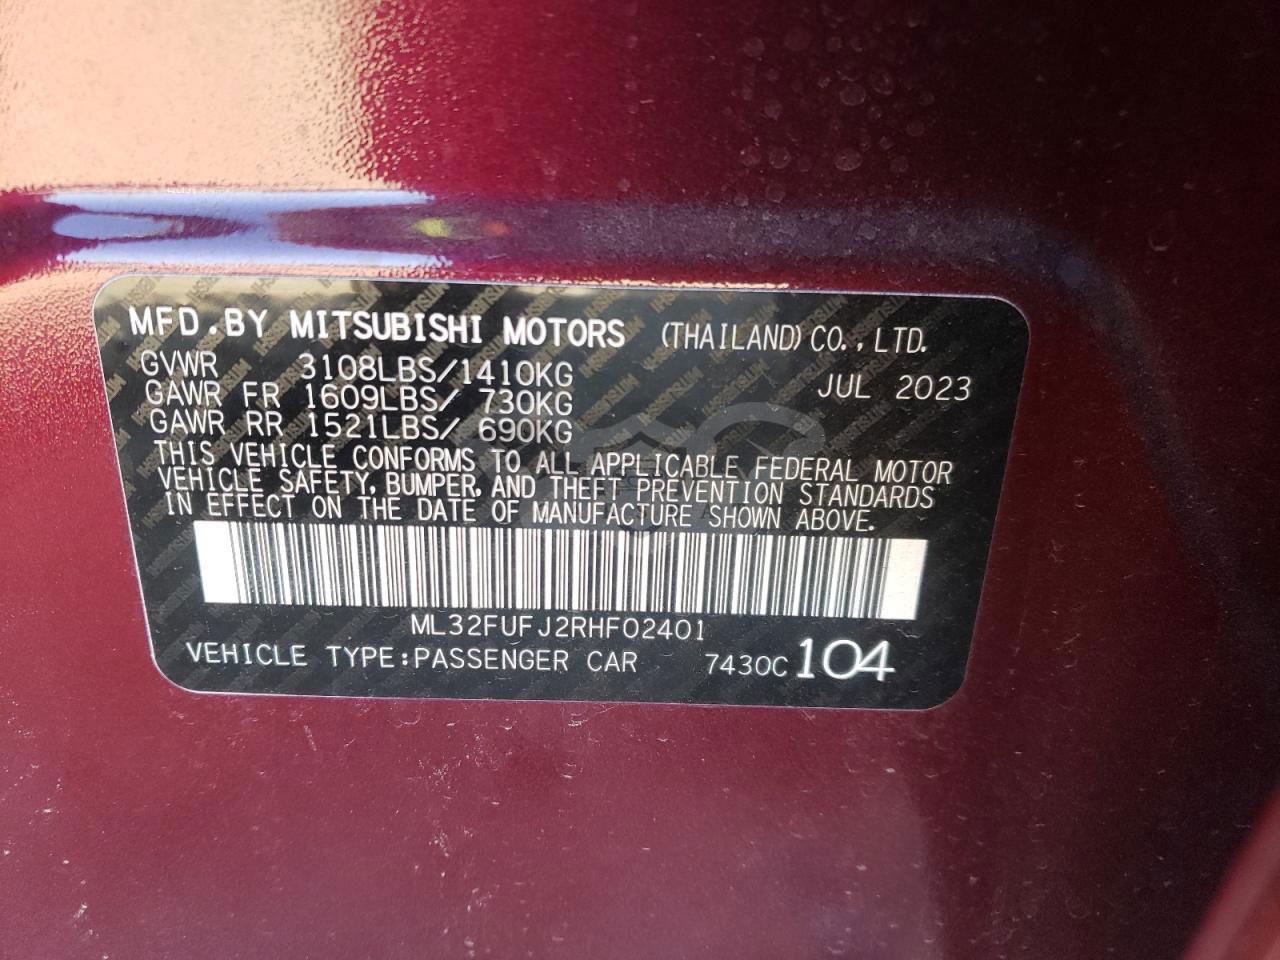 MFD.BY MITSUBISHI MOTORS (THAILAND)CO.,LTD.
GVWR 3108LBS/1410KG JUL 2023
GAWR FR 1609LBS/ 730KG
GAWR RR 1521LBS/ 690KG
THIS VEHICLE CONFORMS TO ALL APPLICABLE FEDERAL MOTOR
VEHICLE SAFETY, BUMPER, AND THEFT PREVENTION STANDARDS
IN EFFECT ON THE DATE OF MANUFACTURE SHOWN ABOVE.
ML32FUFJ2RHF02401
VEHICLE TYPE:PASSENGER CAR 7430C 104